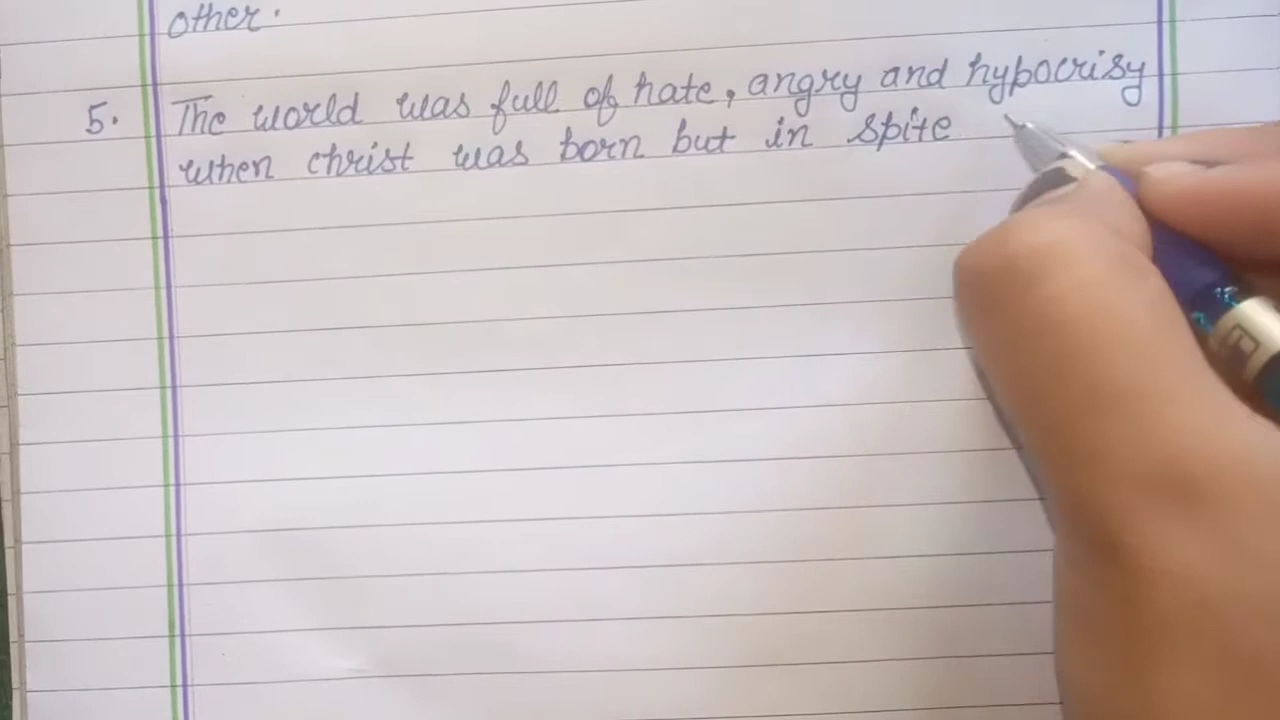 other.
5. The world was full of hate, angry and hypocrisy
when christ was born but in spite